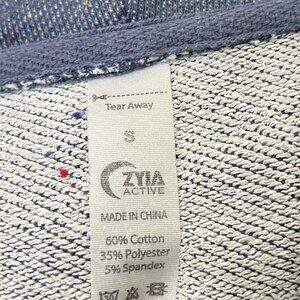 Tear Away
S
ZYIA
ACTIVE
MADE IN CHINA
60% Cotton
35% Polyester
5% Spandex